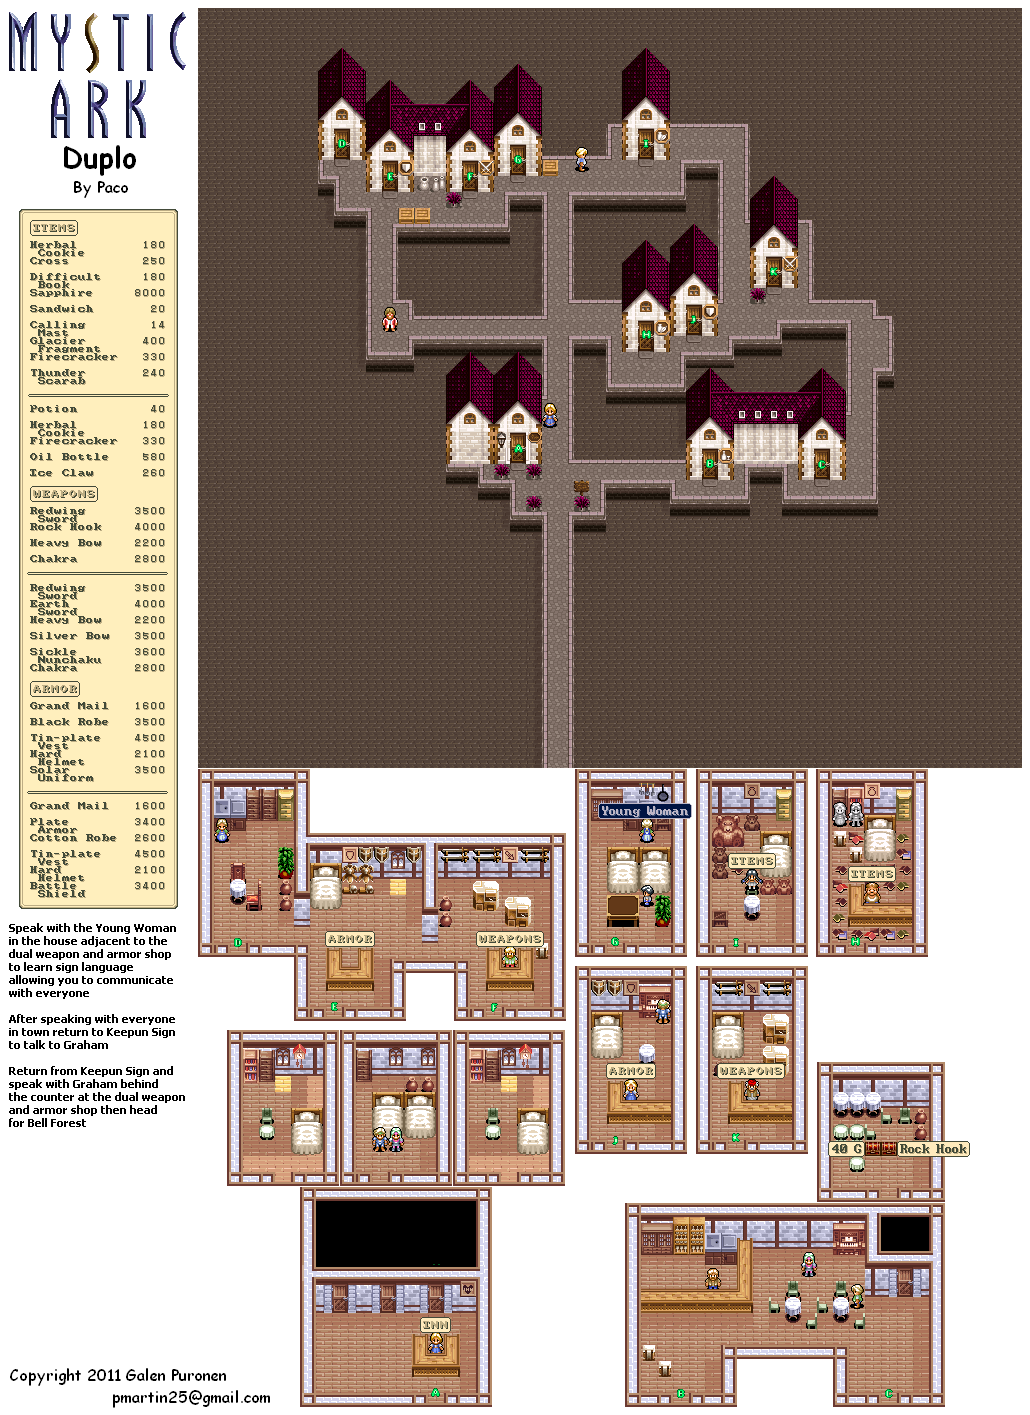 MYSTIC
ARK
Duplo
By Paco
ITEMS
Herbal Cookie 180
Cross 250
Difficult Book 180
Sapphire 8000
Sandwich 20
Calling Mast 14
Glacier Fragment 400
Firecracker 330
Thunder Scarab 240
Potion 40
Herbal Cookie 180
Firecracker 330
Oil Bottle 580
Ice Claw 260
WEAPONS
Redwing Sword 3500
Rock Hook 4000
Heavy Bow 2200
Chakra 2800
Redwing Sword 3500
Earth Sword 4000
Heavy Bow 2200
Silver Bow 3500
Sickle Nunchaku 3600
Chakra 2800
ARMOR
Grand Mail 1600
Black Robe 3500
Tin-plate Vest 4500
Hard Helmet 2100
Solar Uniform 3500
Grand Mail 1600
Plate Armor 3400
Cotton Robe 2600
Tin-plate Vest 4500
Hard Helmet 2100
Battle Shield 3400
Speak with the Young Woman
in the house adjacent to the
dual weapon and armor shop
to learn sign language
allowing you to communicate
with everyone
After speaking with everyone
in town return to Keepun Sign
to talk to Graham
Return from Keepun Sign and
speak with Graham behind
the counter at the dual weapon
and armor shop then head
for Bell Forest
D
E
F
G
I
K
H
J
A
B
C
Young Woman
ITEMS
ITEMS
ARMOR
WEAPONS
D
G
I
H
E
F
ARMOR
WEAPONS
J
K
40 G
Rock Hook
INN
A
B
C
Copyright 2011 Galen Puronen
pmartin25@gmail.com